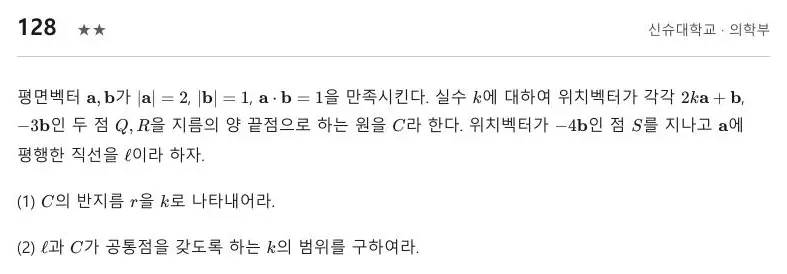 128 ★★ 신슈대학교 · 의학부
평면벡터 a, b가 |a| = 2, |b| = 1, a · b = 1을 만족시킨다. 실수 k에 대하여 위치벡터가 각각 2ka + b,
−3b인 두 점 Q, R을 지름의 양 끝점으로 하는 원을 C라 한다. 위치벡터가 −4b인 점 S를 지나고 a에
평행한 직선을 ℓ이라 하자.
(1) C의 반지름 r을 k로 나타내어라.
(2) ℓ과 C가 공통점을 갖도록 하는 k의 범위를 구하여라.